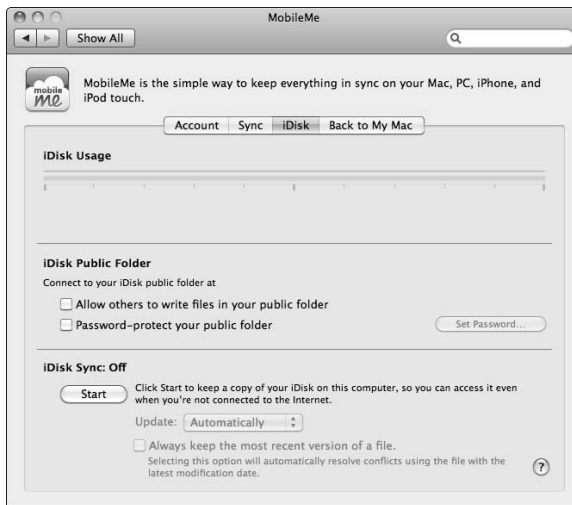 MobileMe
Show All
mobile
me
MobileMe is the simple way to keep everything in sync on your Mac, PC, iPhone, and
iPod touch.
Account Sync iDisk Back to My Mac
iDisk Usage
iDisk Public Folder
Connect to your iDisk public folder at
Allow others to write files in your public folder
Password-protect your public folder
Set Password...
iDisk Sync: Off
Start
Click Start to keep a copy of your iDisk on this computer, so you can access it even
when you're not connected to the Internet.
Update: Automatically
Always keep the most recent version of a file.
Selecting this option will automatically resolve conflicts using the file with the
latest modification date.
?